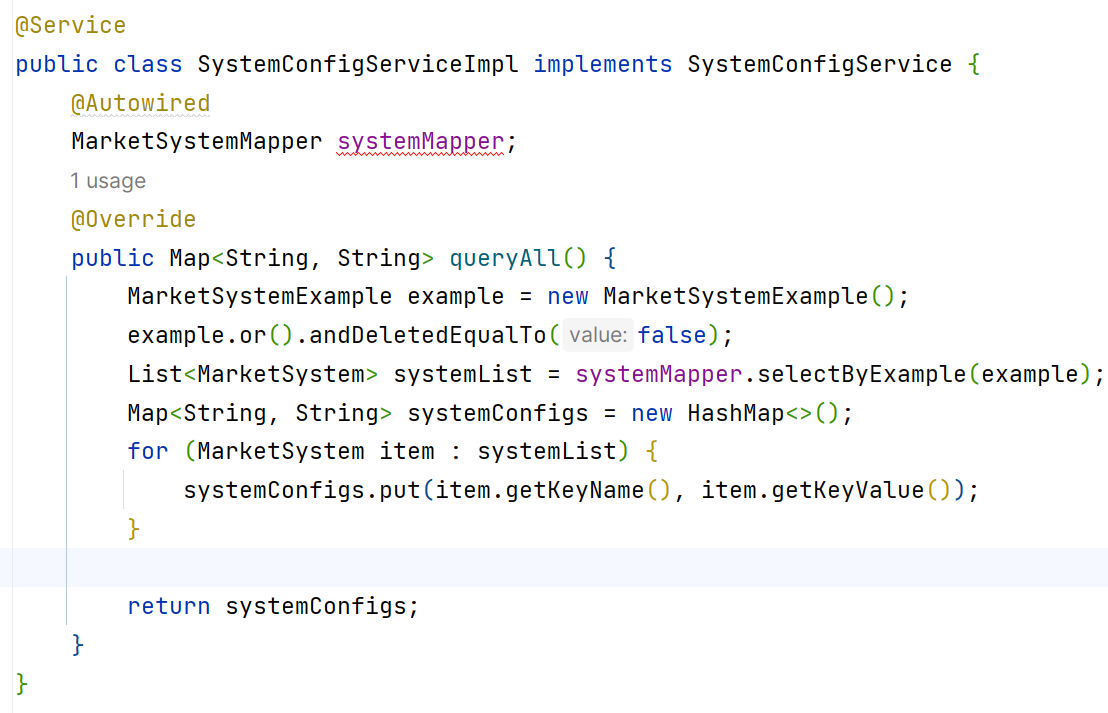 @Service
public class SystemConfigServiceImpl implements SystemConfigService {
@Autowired
MarketSystemMapper systemMapper;
1 usage
@Override
public Map<String, String> queryAll() {
MarketSystemExample example = new MarketSystemExample();
example.or().andDeletedEqualTo( value: false);
List<MarketSystem> systemList = systemMapper.selectByExample(example);
Map<String, String> systemConfigs = new HashMap<>();
for (MarketSystem item : systemList) {
systemConfigs.put(item.getKeyName(), item.getKeyValue());
}
return systemConfigs;
}
}